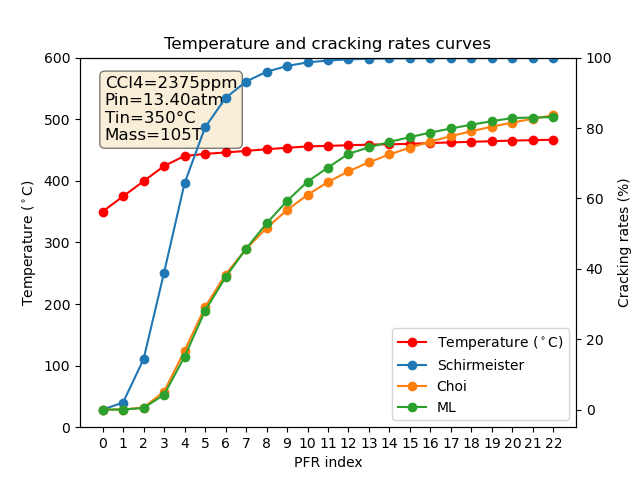 Temperature and cracking rates curves
CCl4=2375ppm
Pin=13.40atm
Tin=350°C
Mass=105T
600
500
400
300
200
100
0
Temperature (°C)
100
80
60
40
20
0
Cracking rates (%)
Temperature (°C)
Schirmeister
Choi
ML
0 1 2 3 4 5 6 7 8 9 10 11 12 13 14 15 16 17 18 19 20 21 22
PFR index